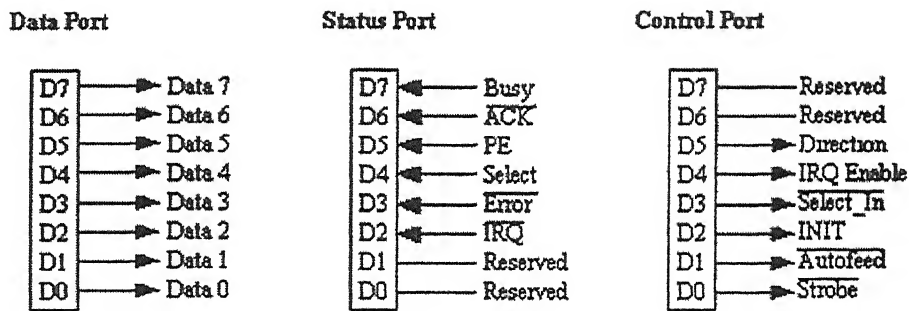 Data Port
D7 Data 7
D6 Data 6
D5 Data 5
D4 Data 4
D3 Data 3
D2 Data 2
D1 Data 1
D0 Data 0
Status Port
D7 Busy
D6 ACK
D5 PE
D4 Select
D3 Error
D2 IRQ
D1 Reserved
D0 Reserved
Control Port
D7 Reserved
D6 Reserved
D5 Direction
D4 IRQ Enable
D3 Select_In
D2 INIT
D1 Autofeed
D0 Strobe